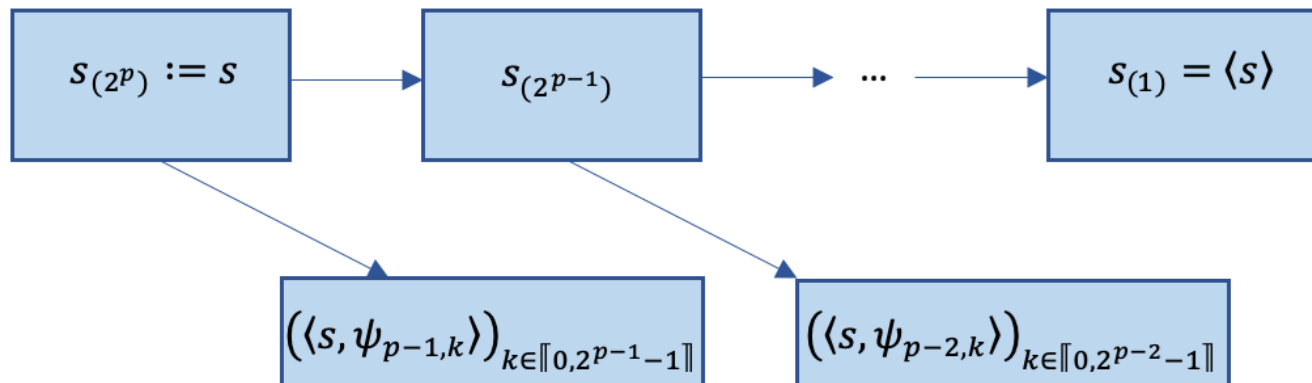 s_{(2^p)} := s
s_{(2^{p-1})}
...
s_{(1)} = ⟨s⟩
(⟨s, ψ_{p-1,k}⟩)_{k∈⟦0,2^{p-1}-1⟧}
(⟨s, ψ_{p-2,k}⟩)_{k∈⟦0,2^{p-2}-1⟧}